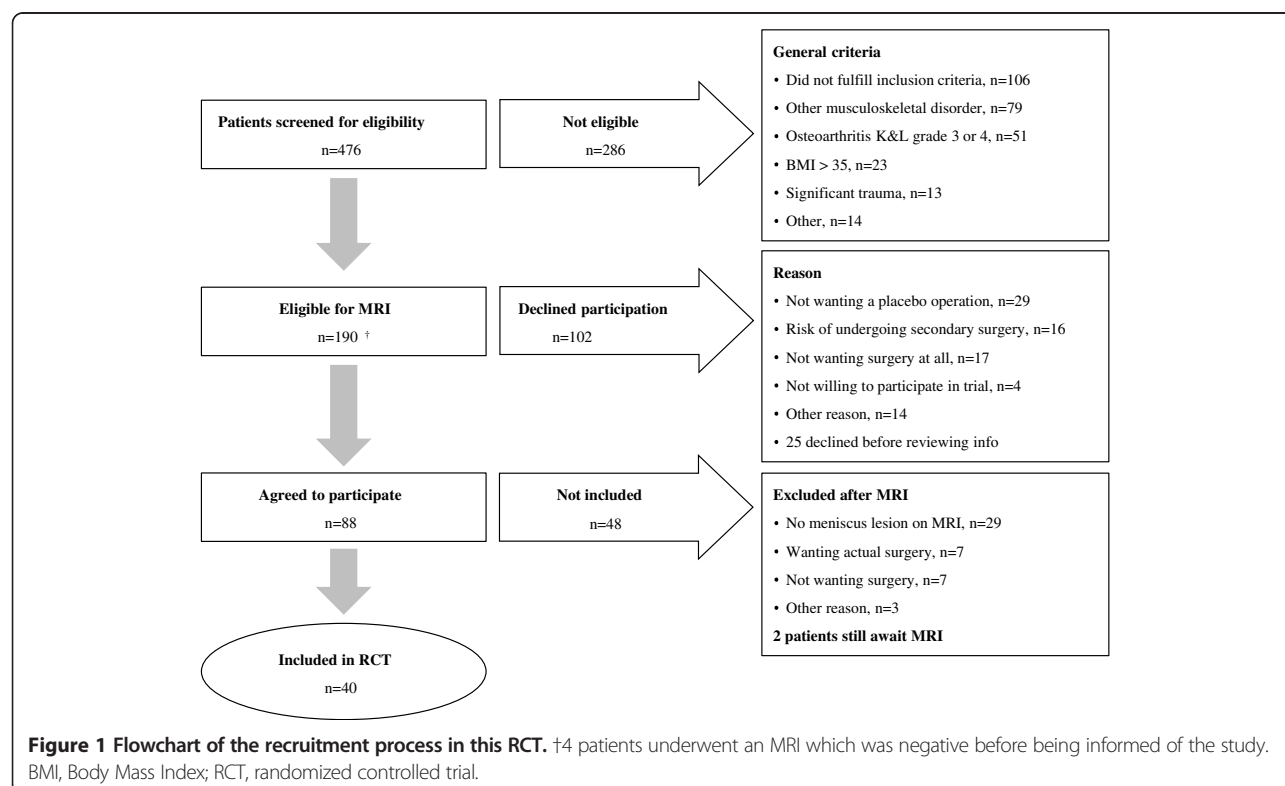 Patients screened for eligibility
n=476
Not eligible
n=286
General criteria
• Did not fulfill inclusion criteria, n=106
• Other musculoskeletal disorder, n=79
• Osteoarthritis K&L grade 3 or 4, n=51
• BMI > 35, n=23
• Significant trauma, n=13
• Other, n=14
Eligible for MRI
n=190 †
Declined participation
n=102
Reason
• Not wanting a placebo operation, n=29
• Risk of undergoing secondary surgery, n=16
• Not wanting surgery at all, n=17
• Not willing to participate in trial, n=4
• Other reason, n=14
• 25 declined before reviewing info
Agreed to participate
n=88
Not included
n=48
Excluded after MRI
• No meniscus lesion on MRI, n=29
• Wanting actual surgery, n=7
• Not wanting surgery, n=7
• Other reason, n=3
2 patients still await MRI
Included in RCT
n=40
Figure 1 Flowchart of the recruitment process in this RCT. †4 patients underwent an MRI which was negative before being informed of the study.
BMI, Body Mass Index; RCT, randomized controlled trial.